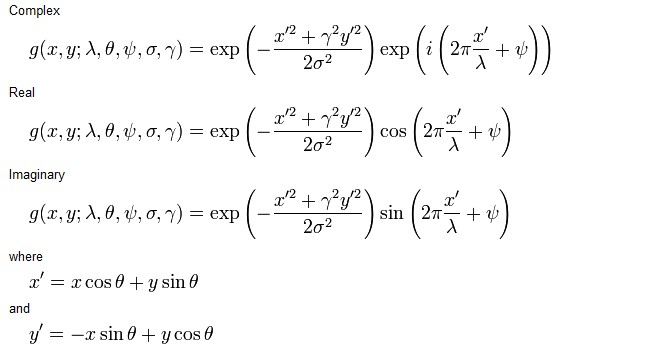 Complex
g(x, y; λ, θ, ψ, σ, γ) = exp(−(x′² + γ²y′²)/(2σ²)) exp(i(2π x′/λ + ψ))
Real
g(x, y; λ, θ, ψ, σ, γ) = exp(−(x′² + γ²y′²)/(2σ²)) cos(2π x′/λ + ψ)
Imaginary
g(x, y; λ, θ, ψ, σ, γ) = exp(−(x′² + γ²y′²)/(2σ²)) sin(2π x′/λ + ψ)
where
x′ = x cos θ + y sin θ
and
y′ = −x sin θ + y cos θ